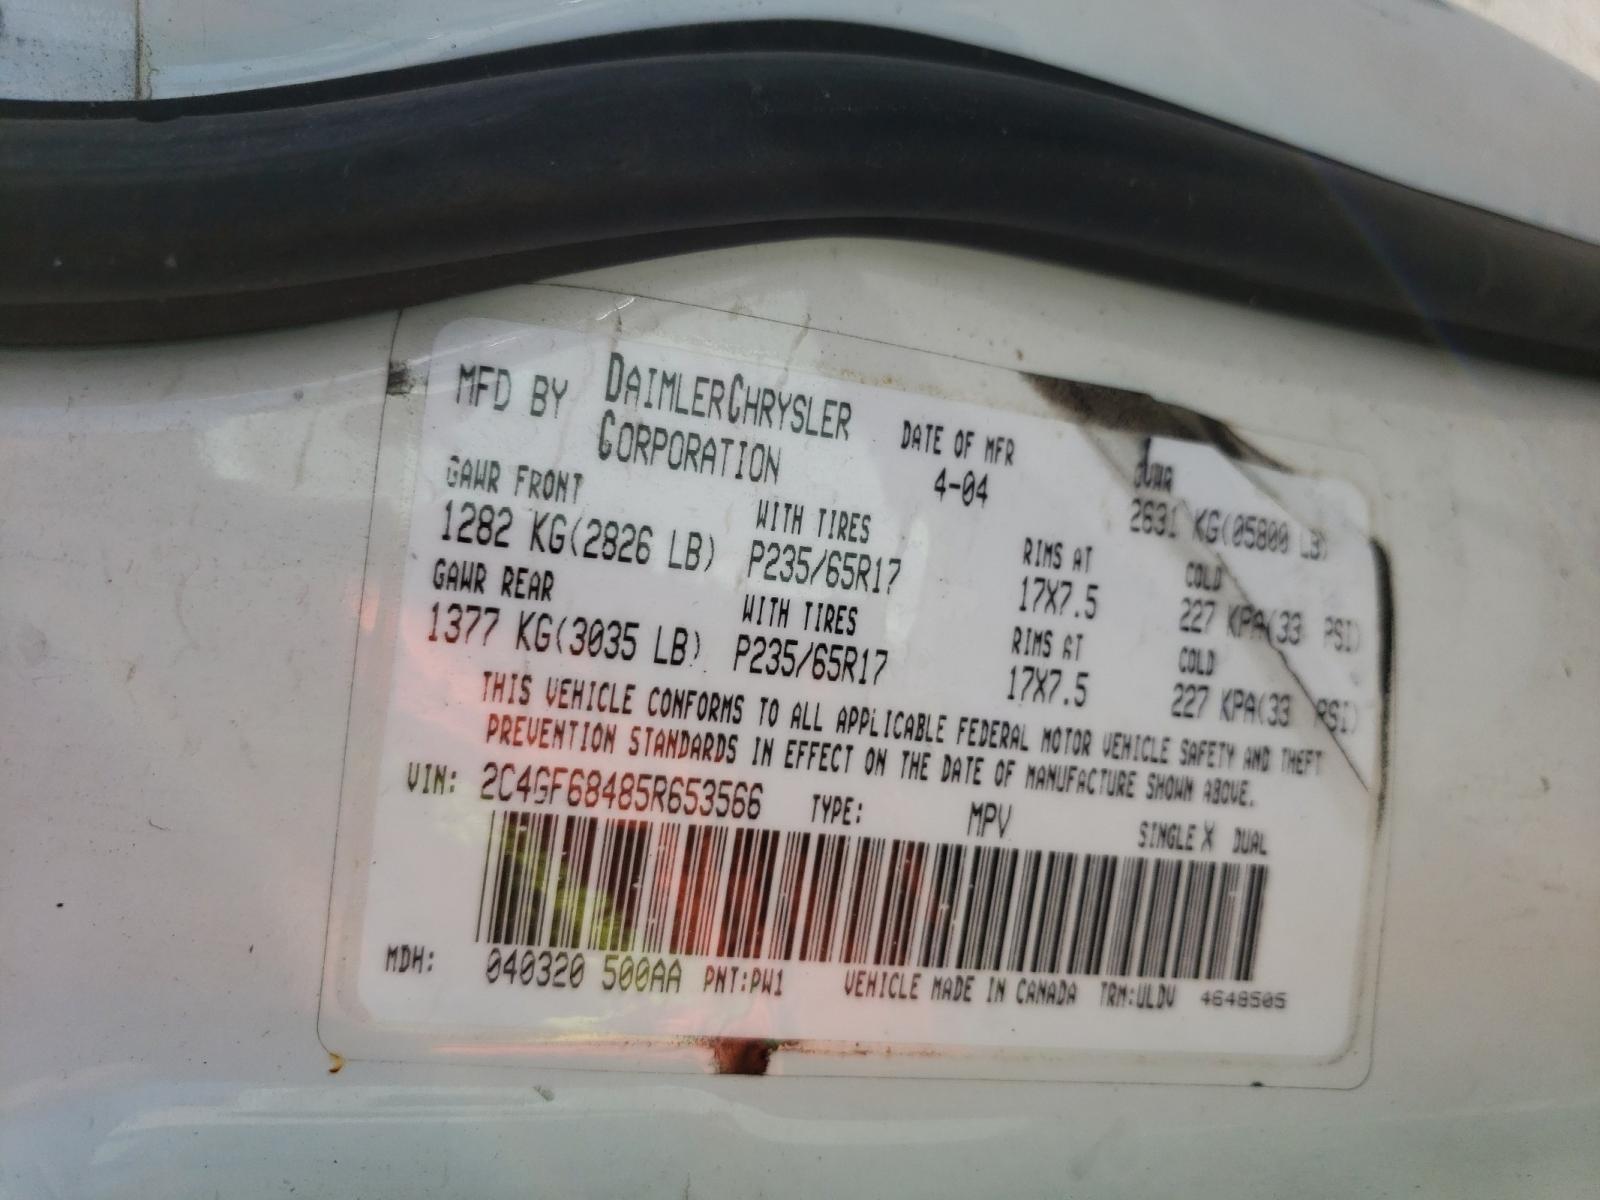 MFD BY DAIMLERCHRYSLER CORPORATION
DATE OF MFR 4-04
2631 KG(05800 LB)
GAWR FRONT WITH TIRES RIMS AT COLD
1282 KG(2826 LB) P235/65R17 17X7.5 227 KPA(33 PSI)
GAWR REAR WITH TIRES RIMS AT COLD
1377 KG(3035 LB) P235/65R17 17X7.5 227 KPA(33 PSI)
THIS VEHICLE CONFORMS TO ALL APPLICABLE FEDERAL MOTOR VEHICLE SAFETY AND THEFT
PREVENTION STANDARDS IN EFFECT ON THE DATE OF MANUFACTURE SHOWN ABOVE.
VIN: 2C4GF68485R653566 TYPE: MPV SINGLE X DUAL
MDH: 040320 500AA PNT:PW1 VEHICLE MADE IN CANADA TRM:ULDV 4648505